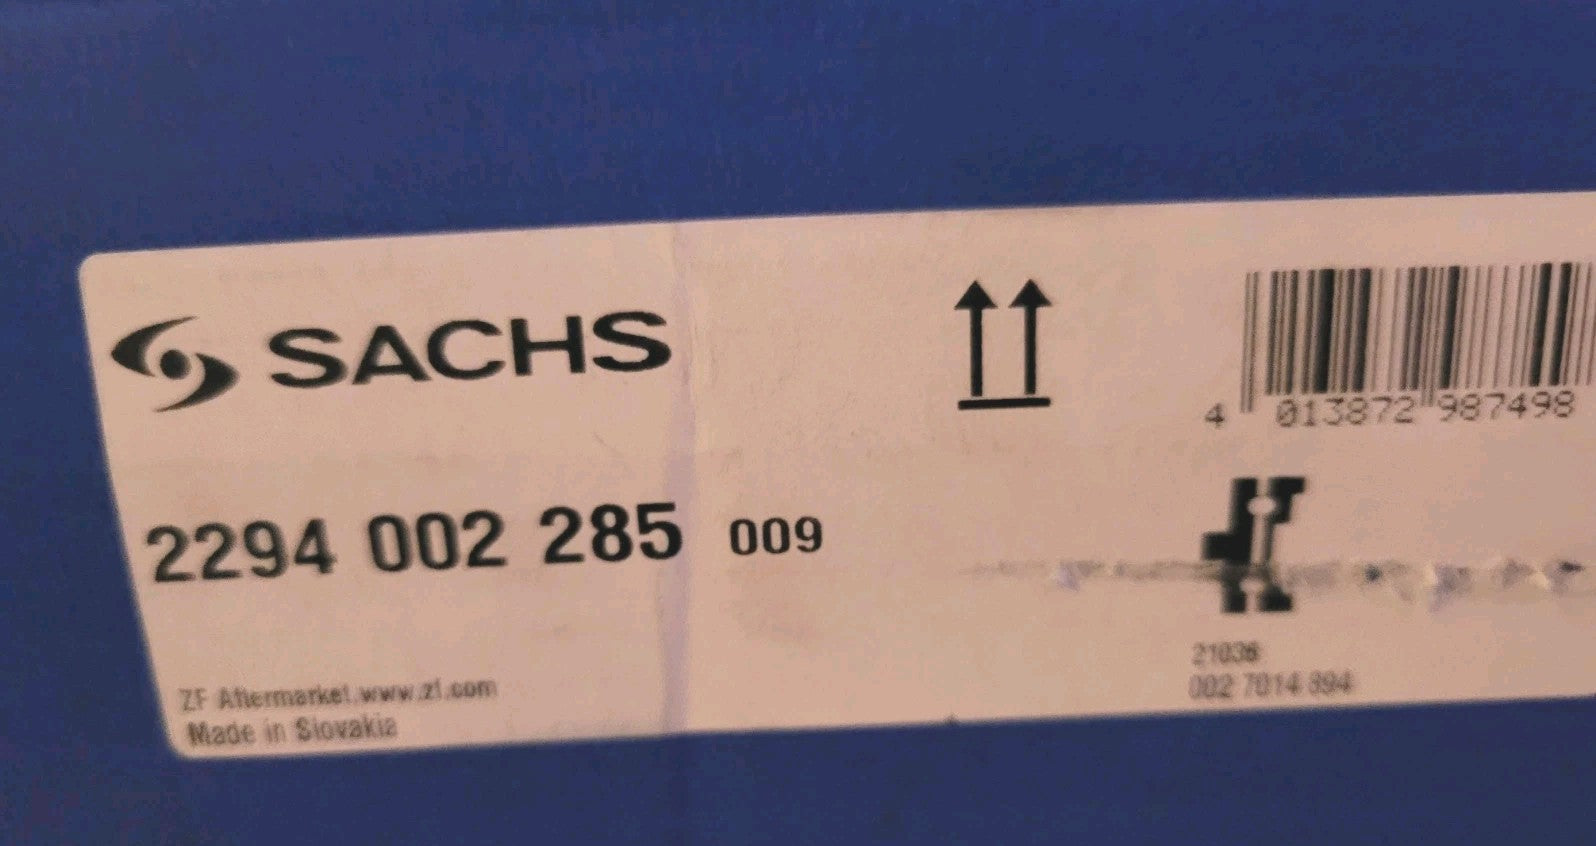 SACHS
4 013872 987498
2294 002 285 009
21036
002 7014 894
ZF Aftermarket.www.zf.com
Made in Slovakia